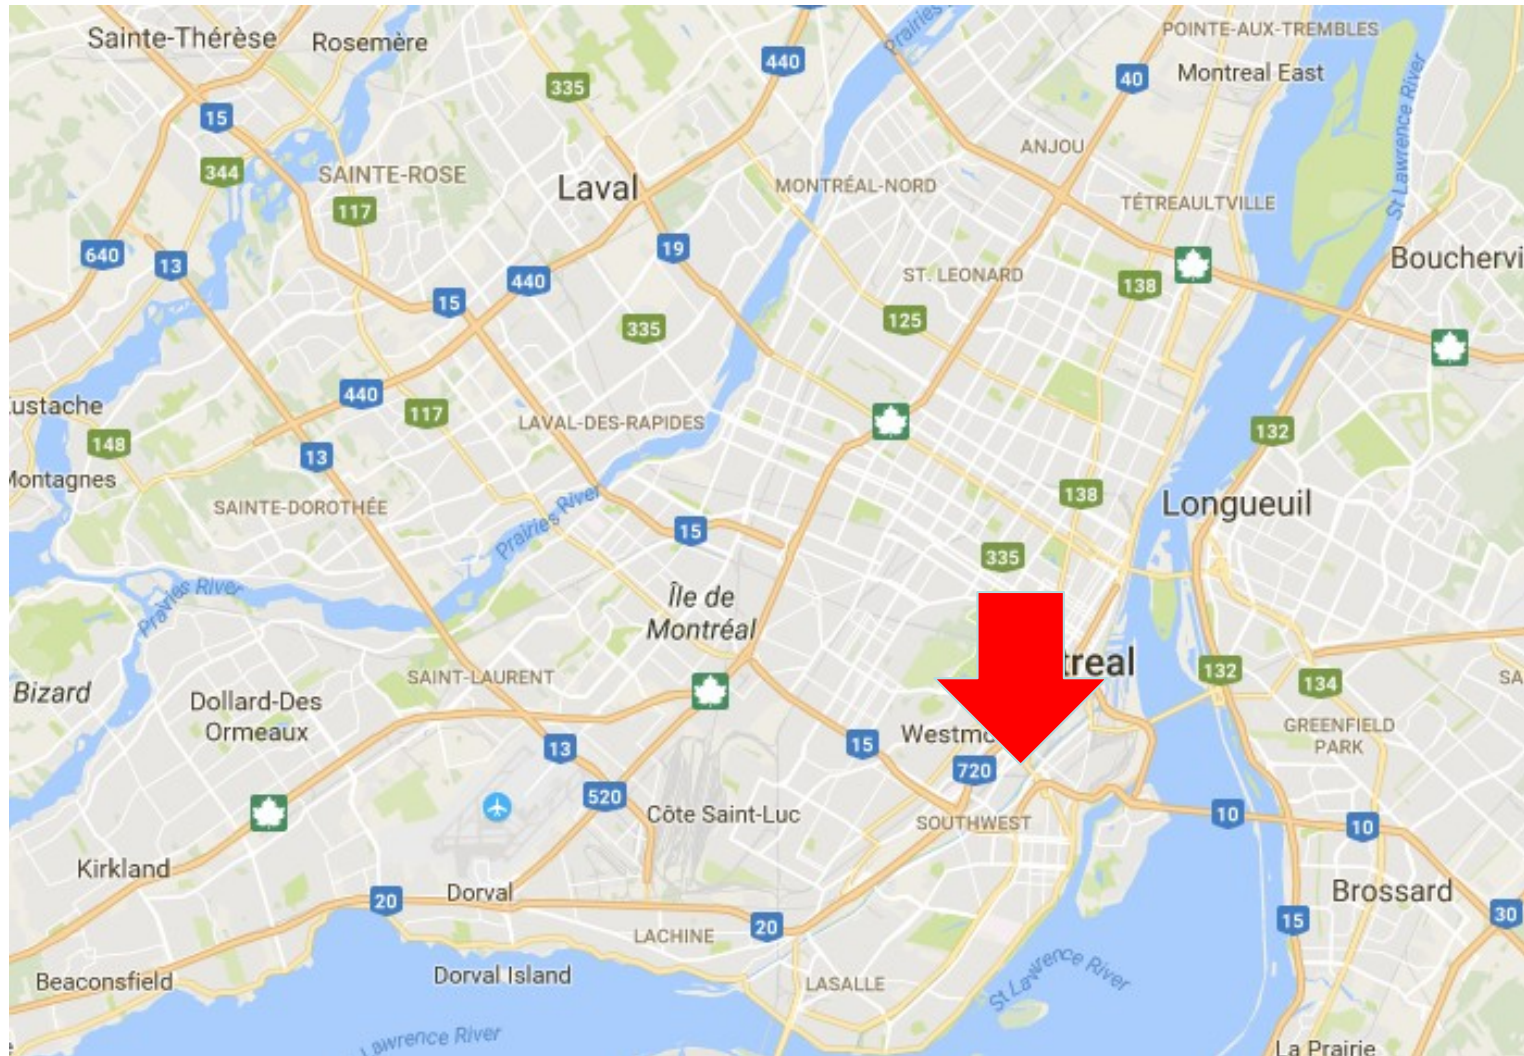 Sainte-Thérèse
Rosemère
POINTE-AUX-TREMBLES
Prairies
440
335
40
Montreal East
15
ANJOU
St Lawrence River
344
SAINTE-ROSE
Laval
MONTRÉAL-NORD
117
TÉTREAULTVILLE
640
13
19
Bouchervi
ST. LEONARD
138
440
15
335
125
440
ustache
117
LAVAL-DES-RAPIDES
132
148
13
ontagnes
138
SAINTE-DOROTHÉE
Longueuil
Prairies River
15
335
Prairies River
Île de
Montréal
treal
SAINT-LAURENT
132
134
SA
Bizard
Dollard-Des
Ormeaux
GREENFIELD
PARK
13
15
Westmo
720
520
Côte Saint-Luc
SOUTHWEST
10
10
Kirkland
Dorval
Brossard
20
20
15
30
LACHINE
Beaconsfield
Dorval Island
LASALLE
St Lawrence River
Lawrence River
La Prairie